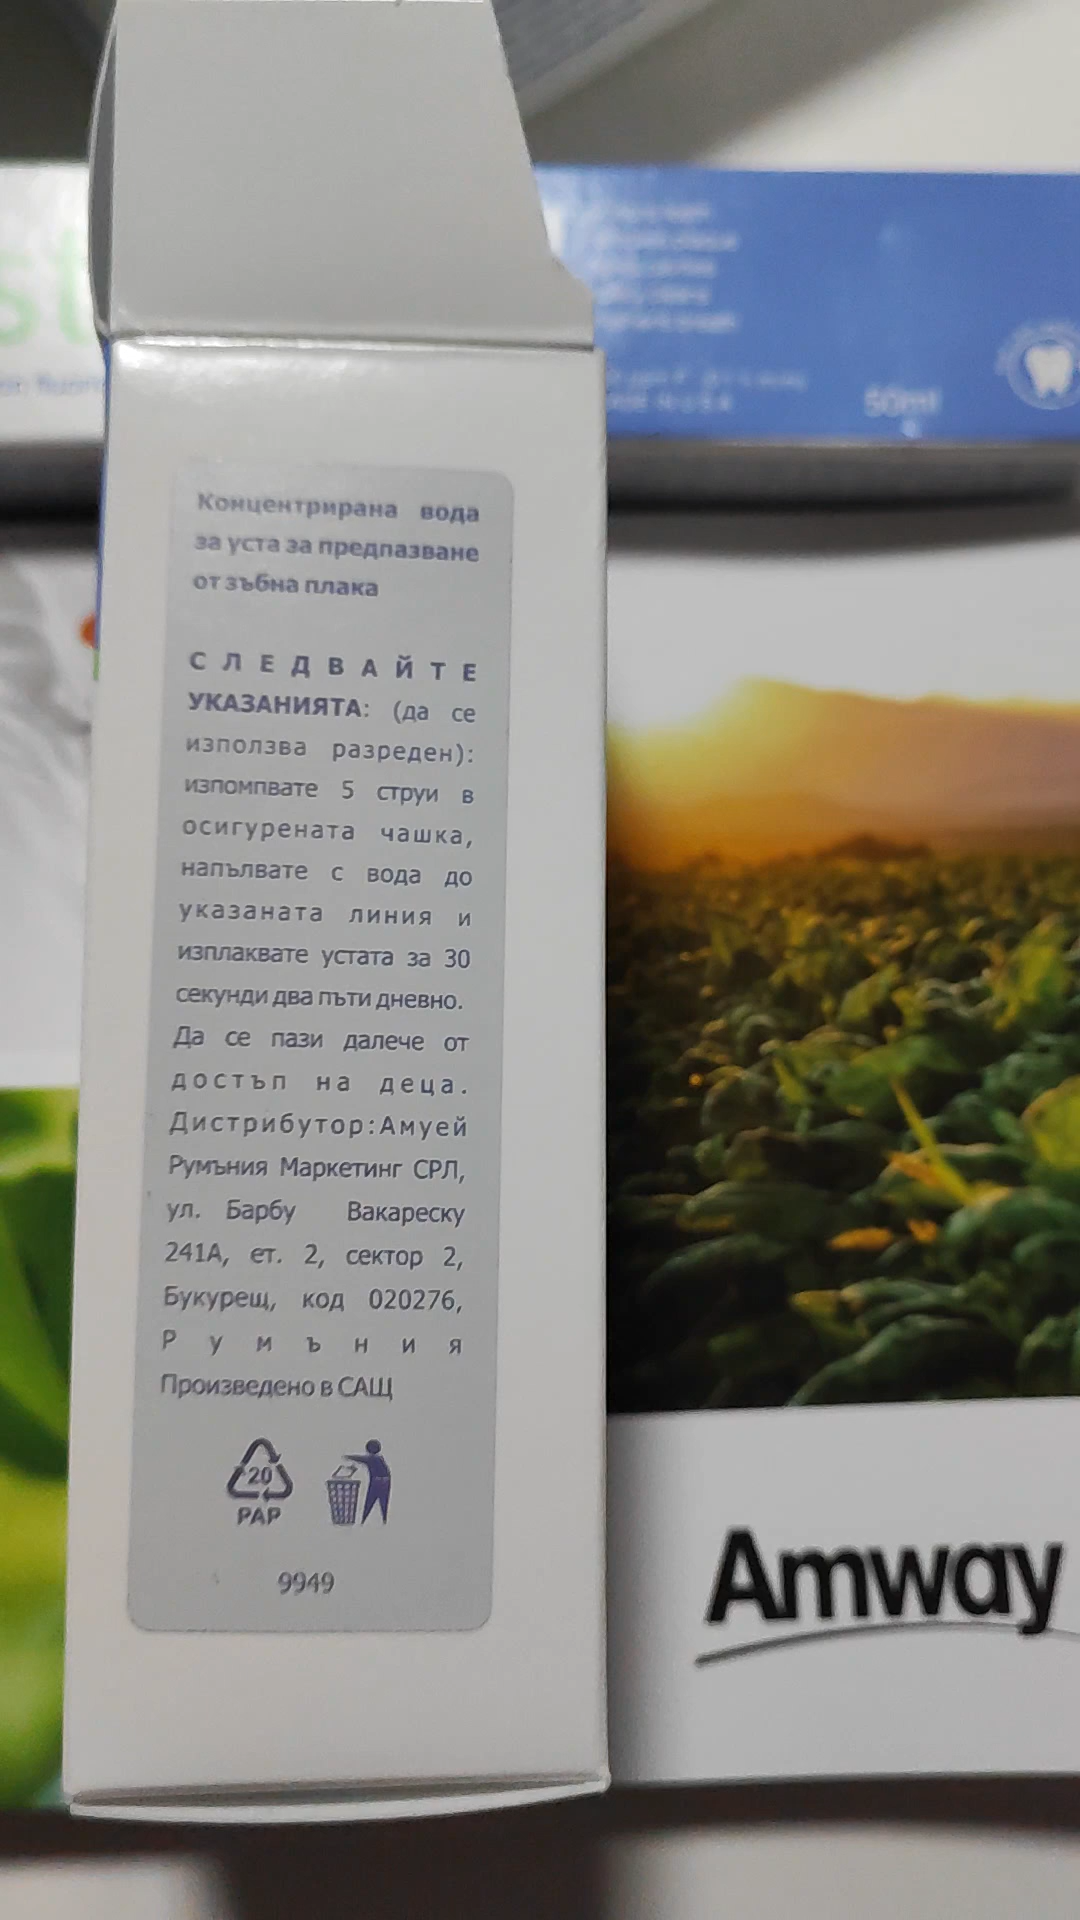 st
50ml
Концентрирана вода
за уста за предпазване
от зъбна плака
СЛЕДВАЙТЕ
УКАЗАНИЯТА: (да се
използва разреден):
изпомпвате 5 струи в
осигурената чашка,
напълвате с вода до
указаната линия и
изплаквате устата за 30
секунди два пъти дневно.
Да се пази далече от
достъп на деца.
Дистрибутор:Амуей
Румъния Маркетинг СРЛ,
ул. Барбу Вакареску
241А, ет. 2, сектор 2,
Букурещ, код 020276,
Румъния
Произведено в САЩ
20
PAP
9949
Amway